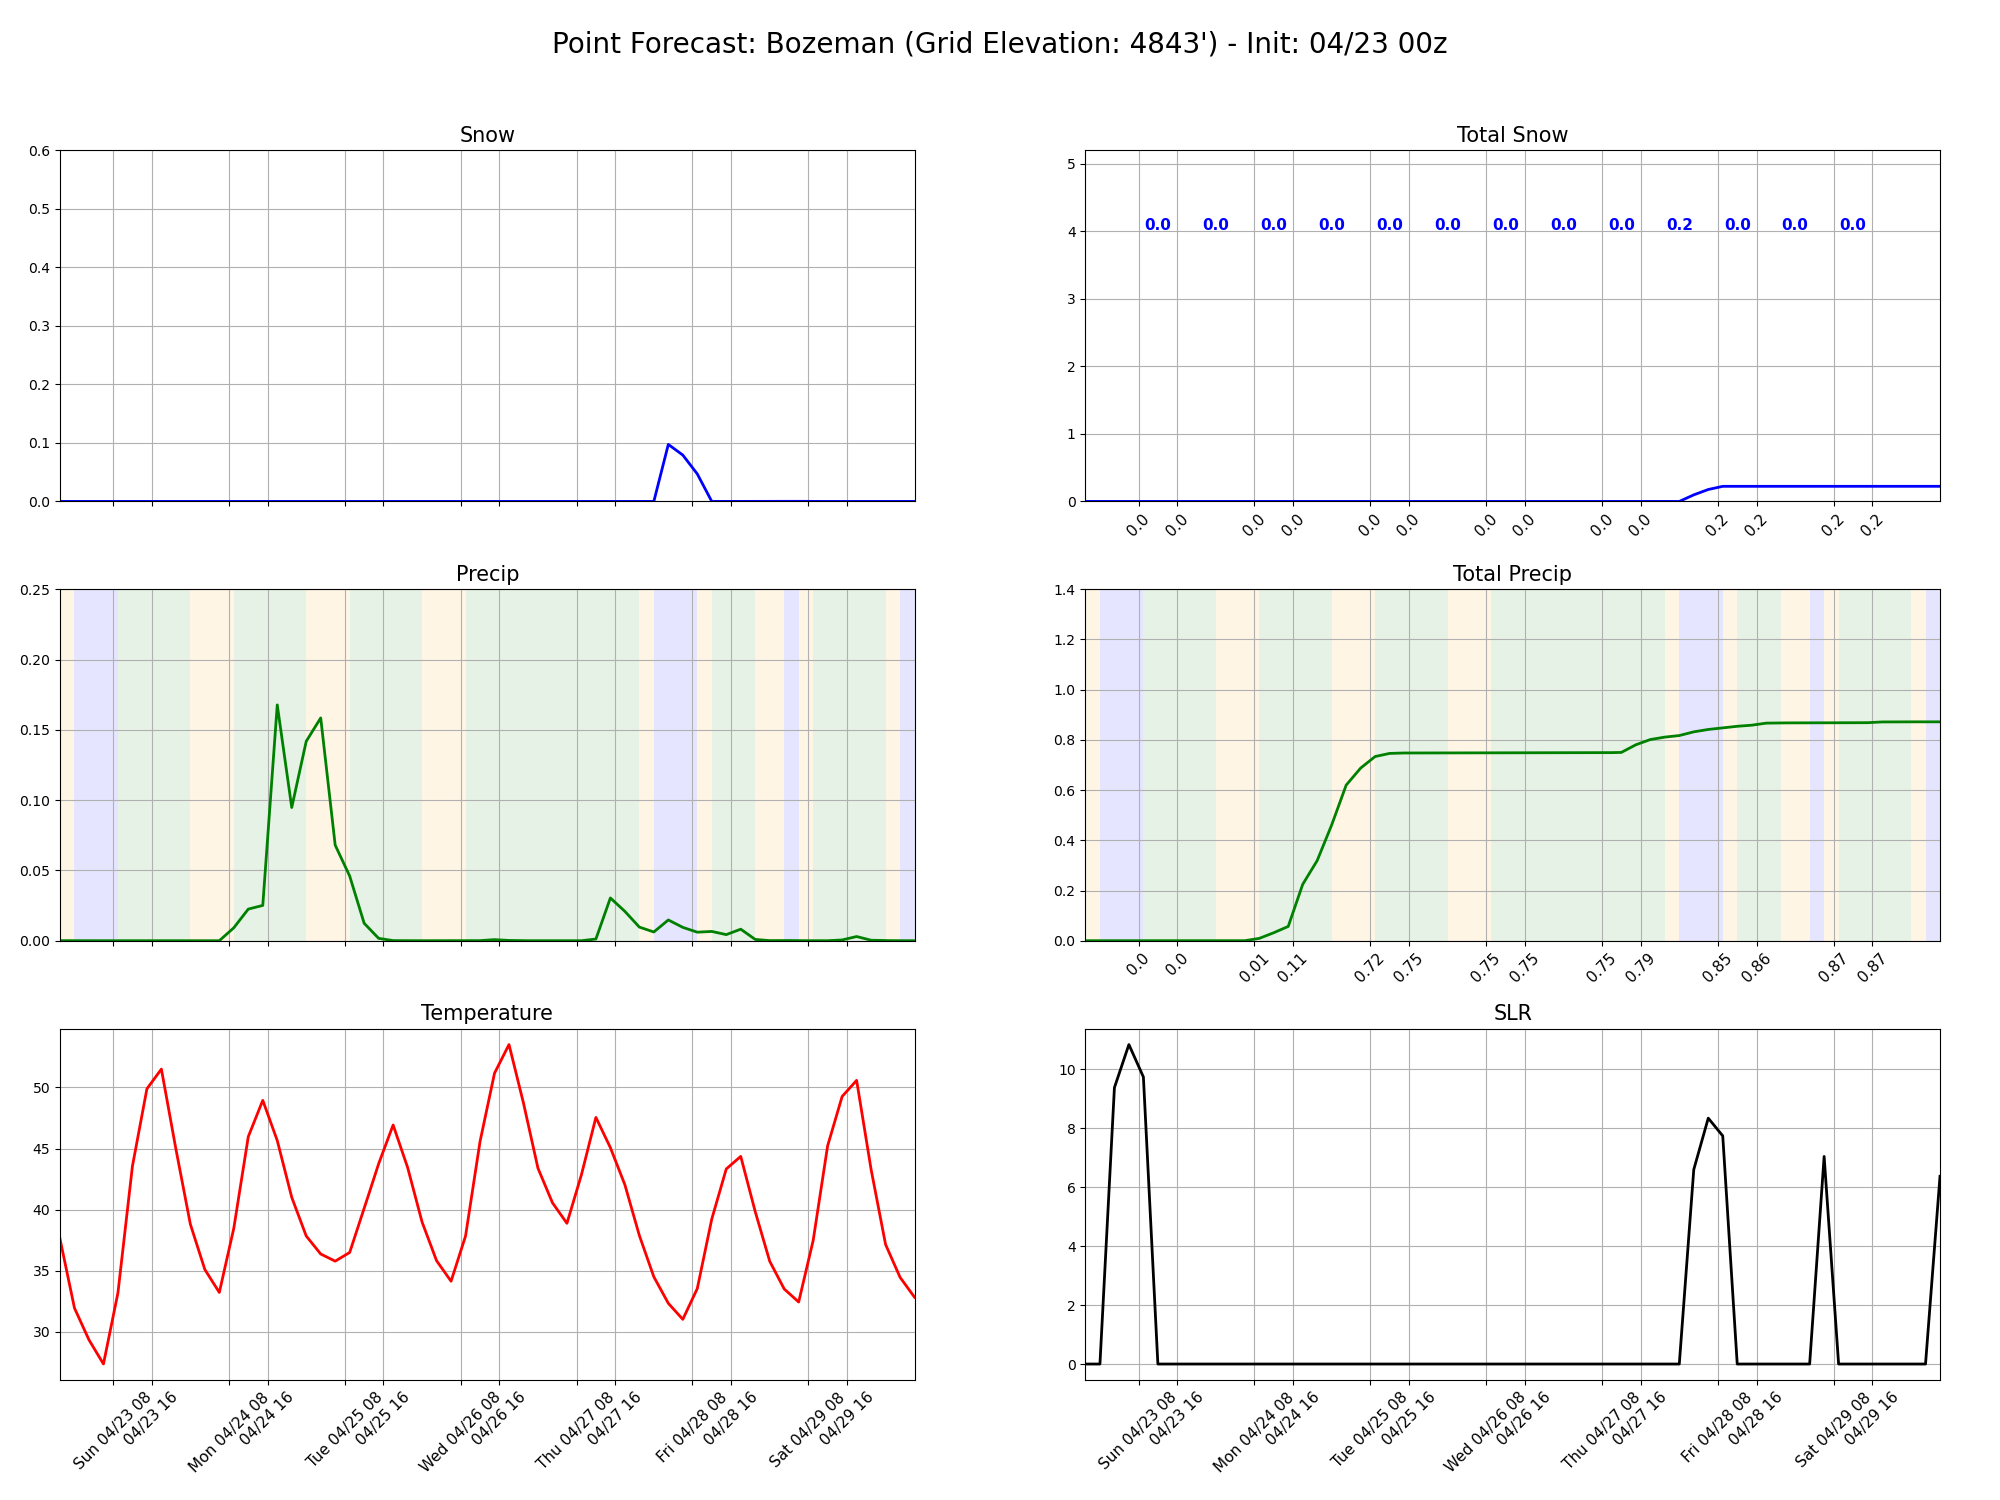 Point Forecast: Bozeman (Grid Elevation: 4843') - Init: 04/23 00z
Snow
0.6
0.5
0.4
0.3
0.2
0.1
0.0
Total Snow
5
4
3
2
1
0
0.0 0.0 0.0 0.0 0.0 0.0 0.0 0.0 0.0 0.2 0.0 0.0 0.0
0.0 0.0 0.0 0.0 0.0 0.0 0.0 0.0 0.0 0.0 0.2 0.2 0.2 0.2
Precip
0.25
0.20
0.15
0.10
0.05
0.00
Total Precip
1.4
1.2
1.0
0.8
0.6
0.4
0.2
0.0
0.0 0.0 0.01 0.11 0.72 0.75 0.75 0.75 0.75 0.79 0.85 0.86 0.87 0.87
Temperature
50
45
40
35
30
Sun 04/23 08
04/23 16
Mon 04/24 08
04/24 16
Tue 04/25 08
04/25 16
Wed 04/26 08
04/26 16
Thu 04/27 08
04/27 16
Fri 04/28 08
04/28 16
Sat 04/29 08
04/29 16
SLR
10
8
6
4
2
0
Sun 04/23 08
04/23 16
Mon 04/24 08
04/24 16
Tue 04/25 08
04/25 16
Wed 04/26 08
04/26 16
Thu 04/27 08
04/27 16
Fri 04/28 08
04/28 16
Sat 04/29 08
04/29 16